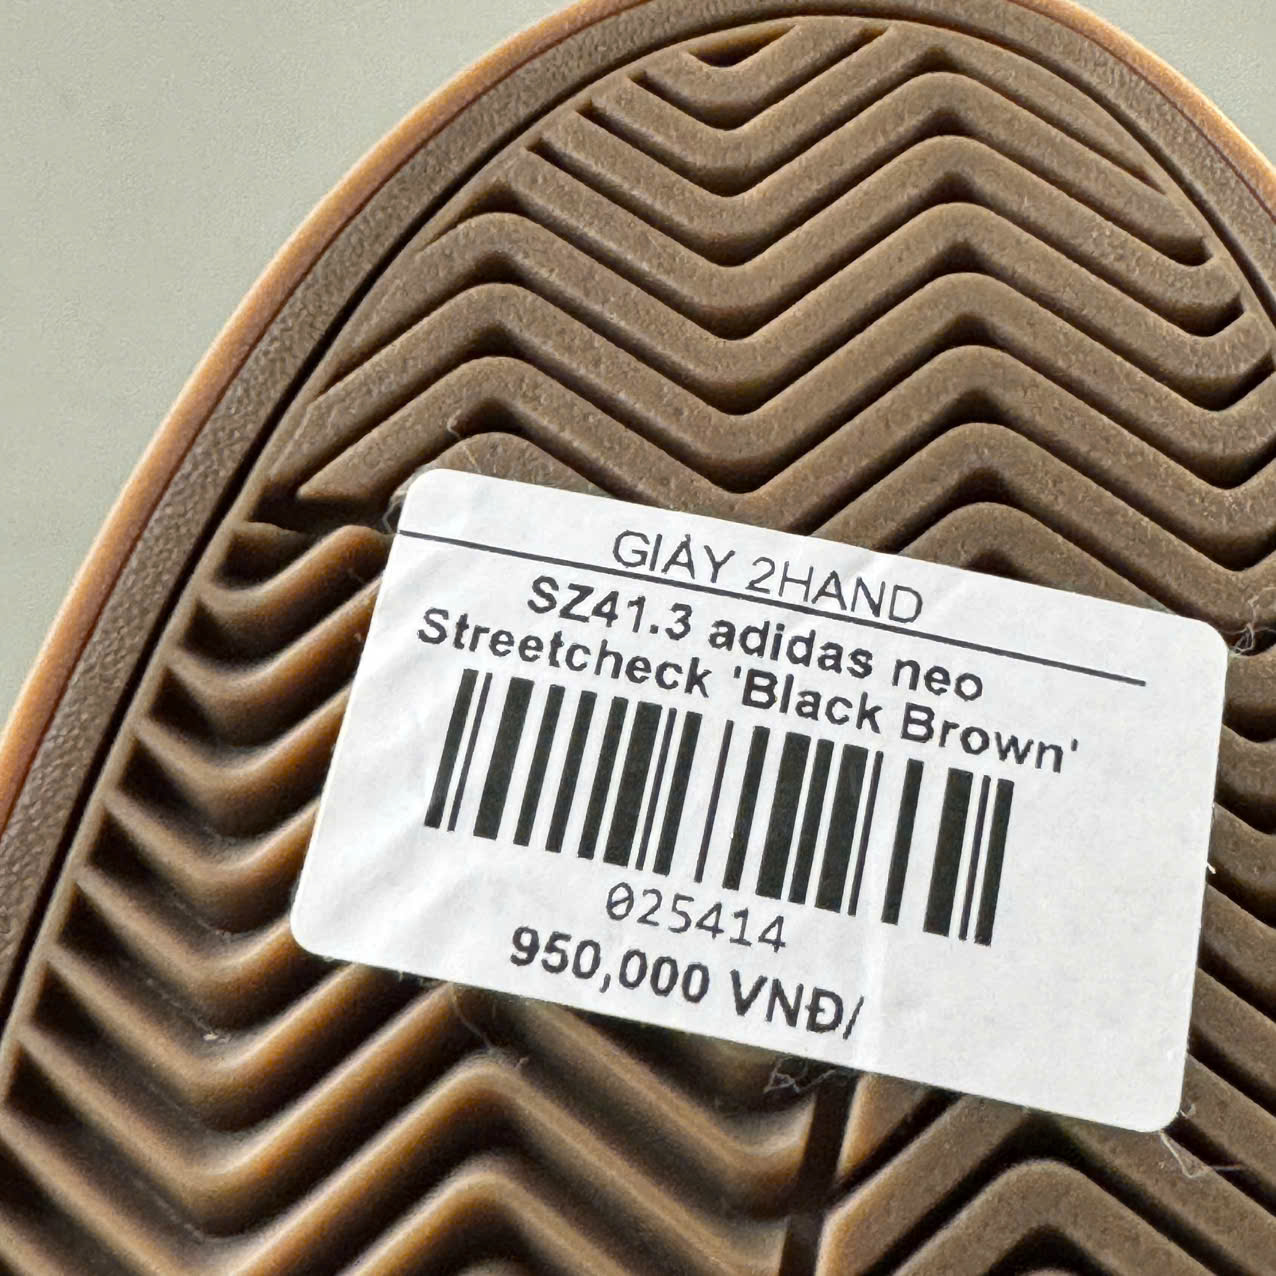 GIÀY 2HAND
SZ41.3 adidas neo
Streetcheck 'Black Brown'
025414
950,000 VNĐ/